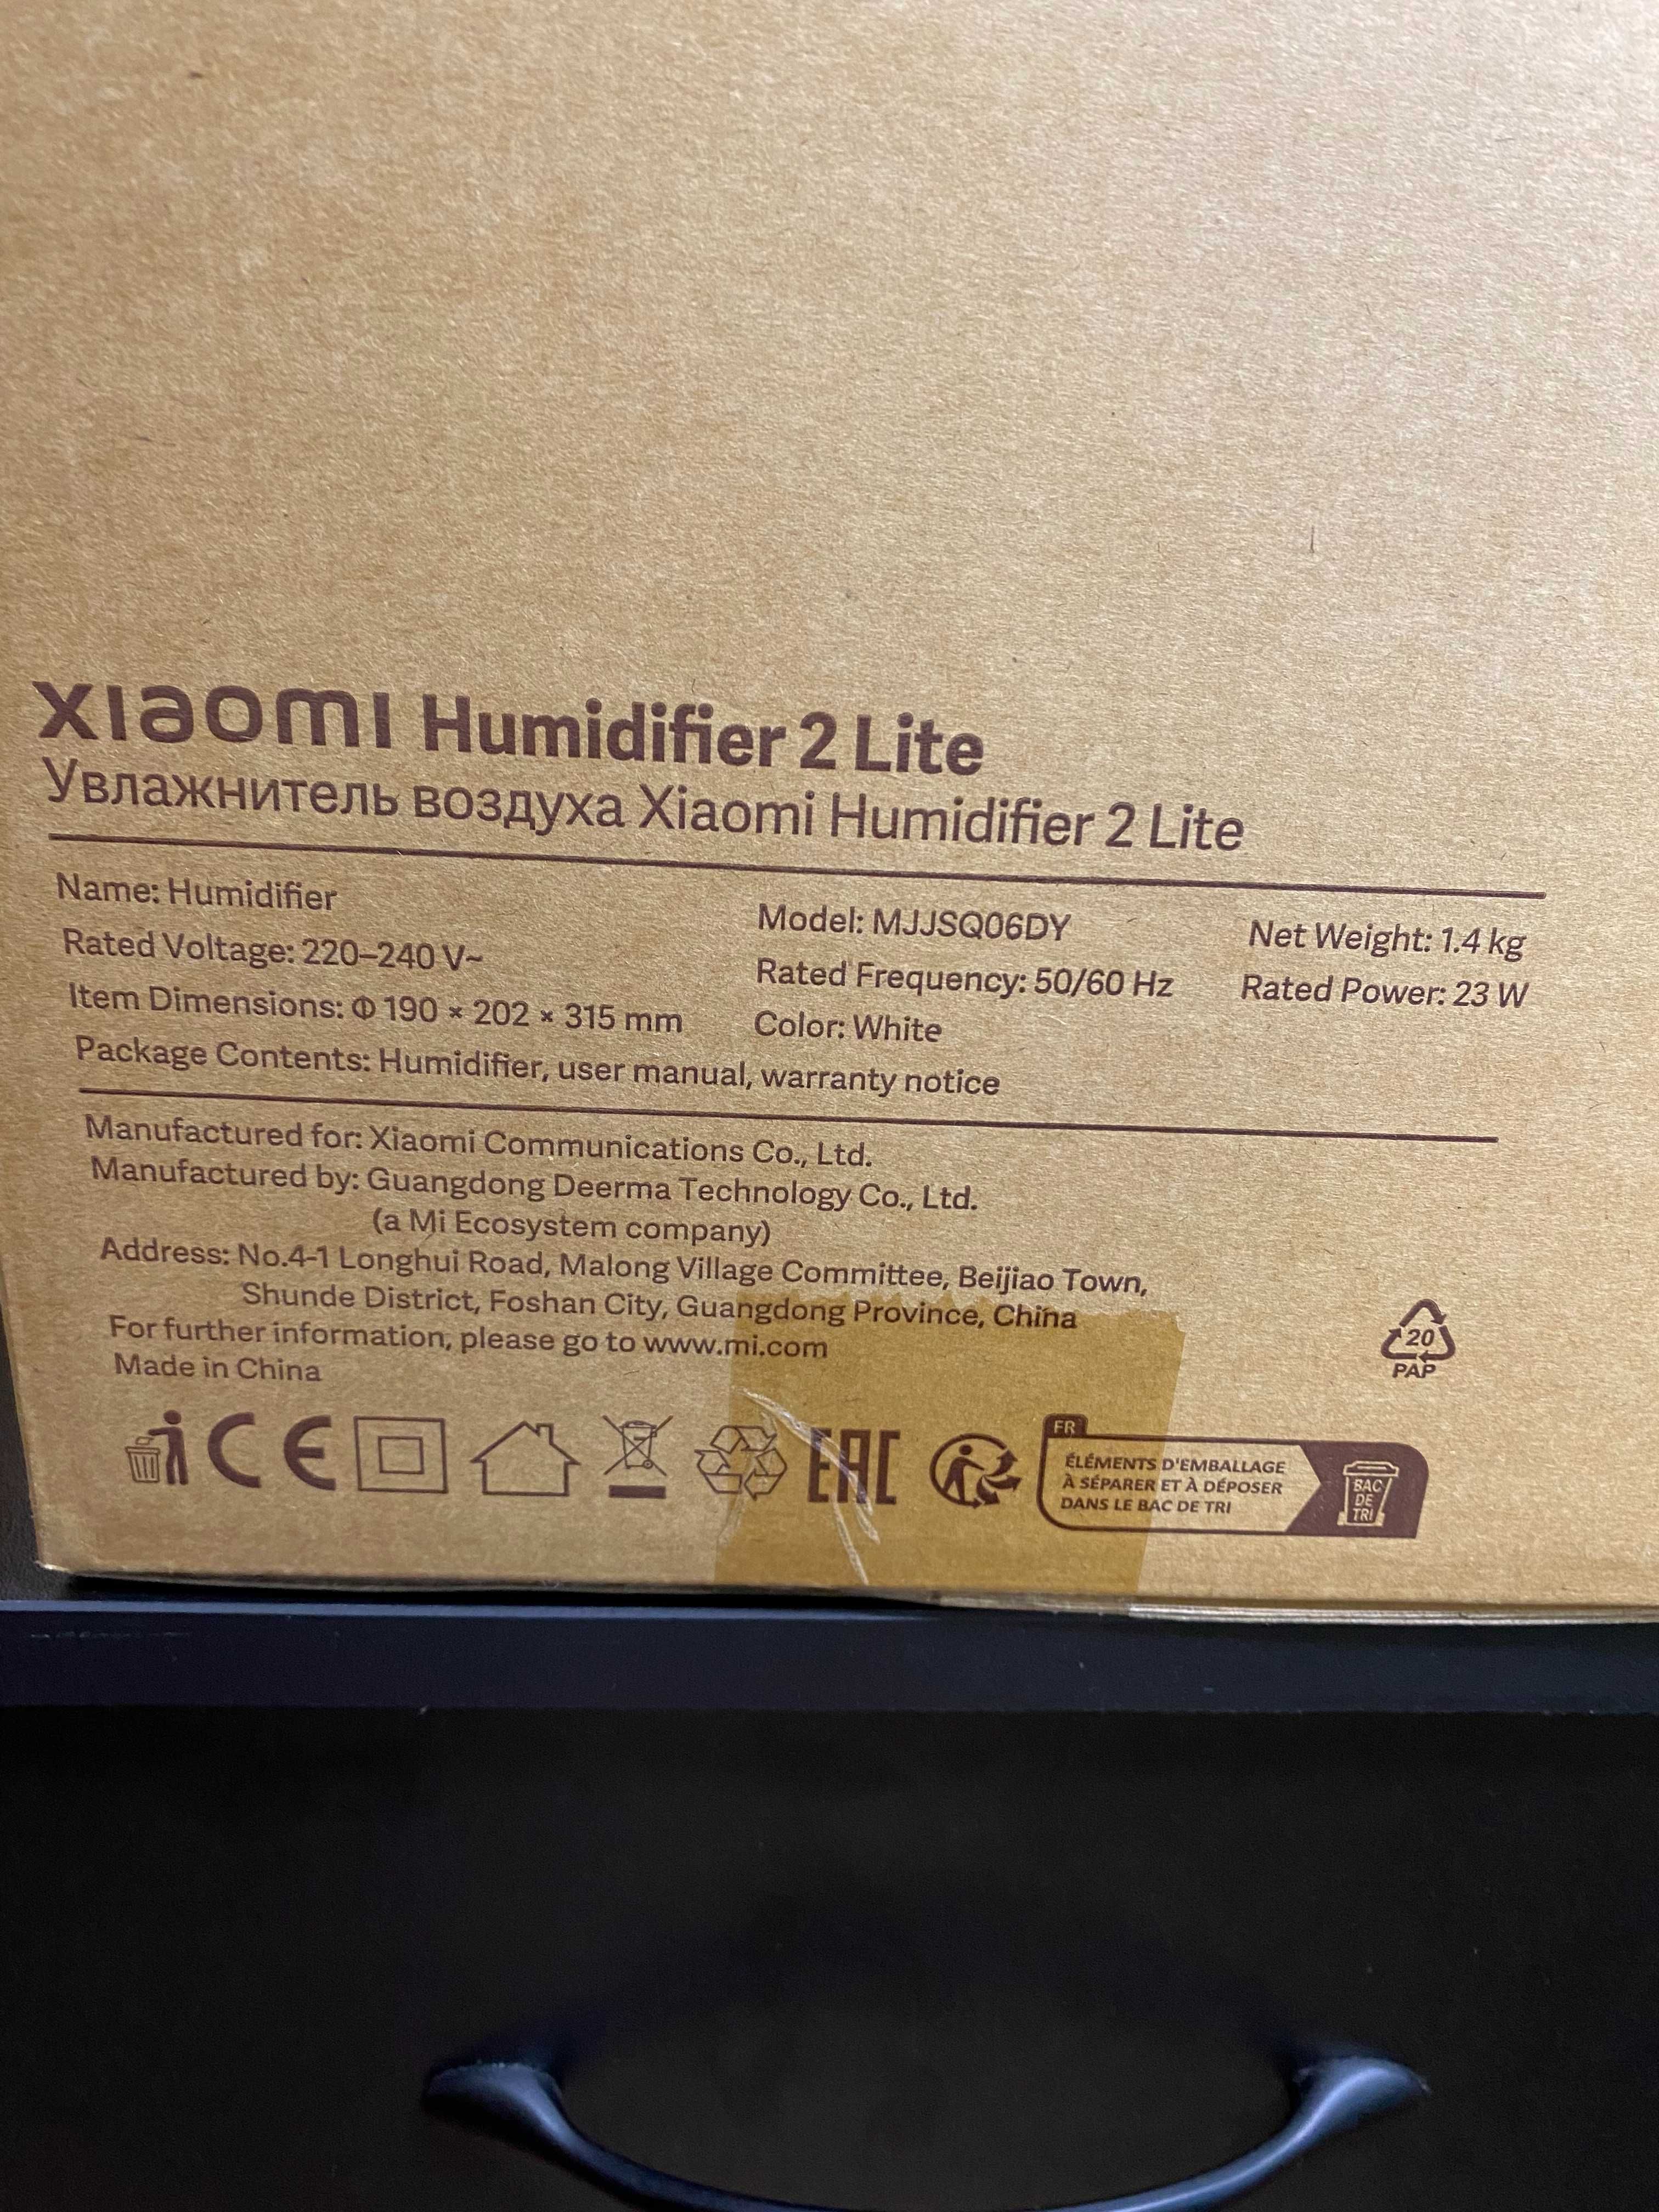 xiaomi Humidifier 2 Lite
Увлажнитель воздуха Xiaomi Humidifier 2 Lite
Name: Humidifier Model: MJJSQ06DY Net Weight: 1.4 kg
Rated Voltage: 220–240 V~ Rated Frequency: 50/60 Hz Rated Power: 23 W
Item Dimensions: Φ 190 × 202 × 315 mm Color: White
Package Contents: Humidifier, user manual, warranty notice
Manufactured for: Xiaomi Communications Co., Ltd.
Manufactured by: Guangdong Deerma Technology Co., Ltd.
(a Mi Ecosystem company)
Address: No.4-1 Longhui Road, Malong Village Committee, Beijiao Town,
Shunde District, Foshan City, Guangdong Province, China
For further information, please go to www.mi.com
Made in China
20
PAP
CE
EAC
FR
ÉLÉMENTS D'EMBALLAGE
À SÉPARER ET À DÉPOSER
DANS LE BAC DE TRI
BAC
DE
TRI